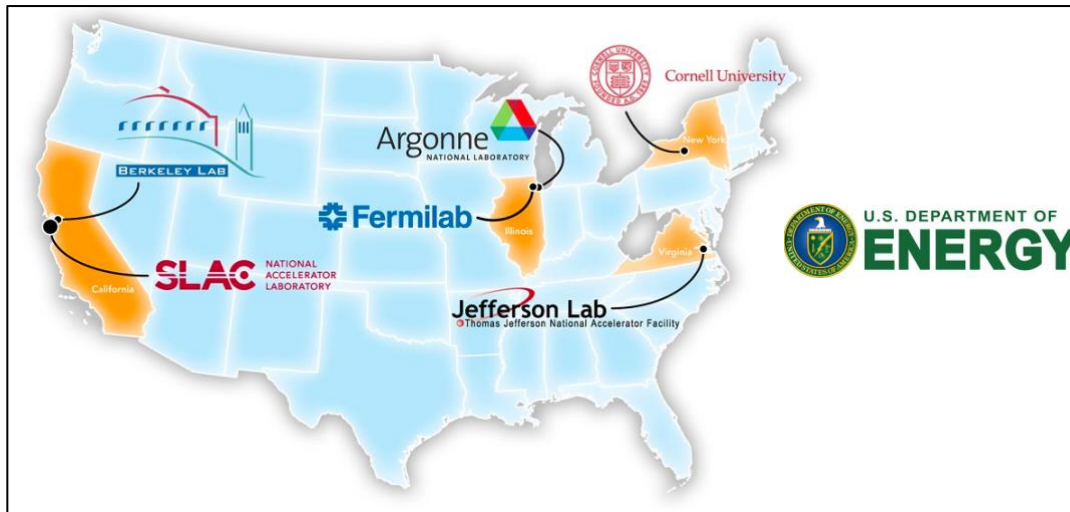 Cornell University
New York
Argonne
NATIONAL LABORATORY
BERKELEY LAB
Fermilab
Illinois
Virginia
U.S. DEPARTMENT OF
ENERGY
SLAC NATIONAL
ACCELERATOR
LABORATORY
California
Jefferson Lab
Thomas Jefferson National Accelerator Facility